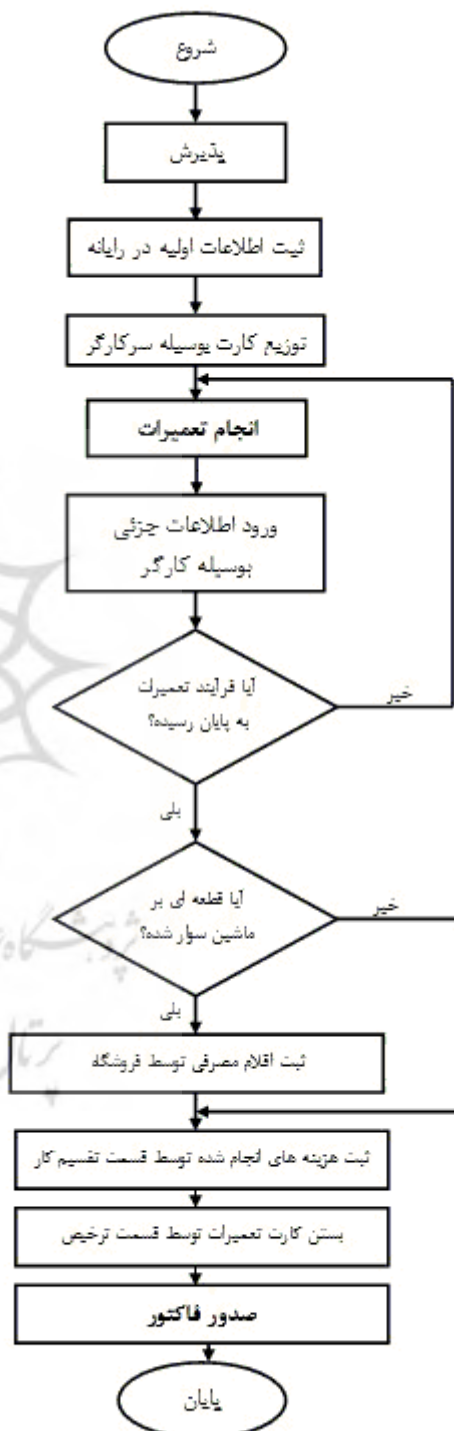 شروع
پذیرش
ثبت اطلاعات اولیه در رایانه
توزیع کارت بوسیله سرکارگر
انجام تعمیرات
ورود اطلاعات جزئی
بوسیله کارگر
آیا فرآیند تعمیرات
به پایان رسیده؟
خیر
بلی
آیا قطعه ای بر
ماشین سوار شده؟
خیر
بلی
ثبت اقلام مصرفی توسط فروشگاه
ثبت هزینه های انجام شده توسط قسمت تقسیم کار
بستن کارت تعمیرات توسط قسمت ترخیص
صدور فاکتور
پایان